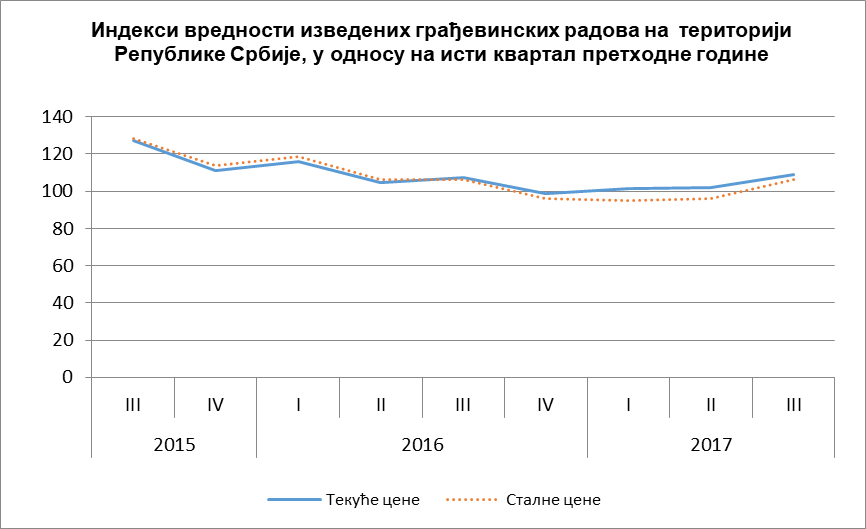 Индекси вредности изведених грађевинских радова на  територији
Републике Србије, у односу на исти квартал претходне године
140
120
100
80
60
40
20
0
III IV I II III IV I II III
2015 2016 2017
Текуће цене Сталне цене